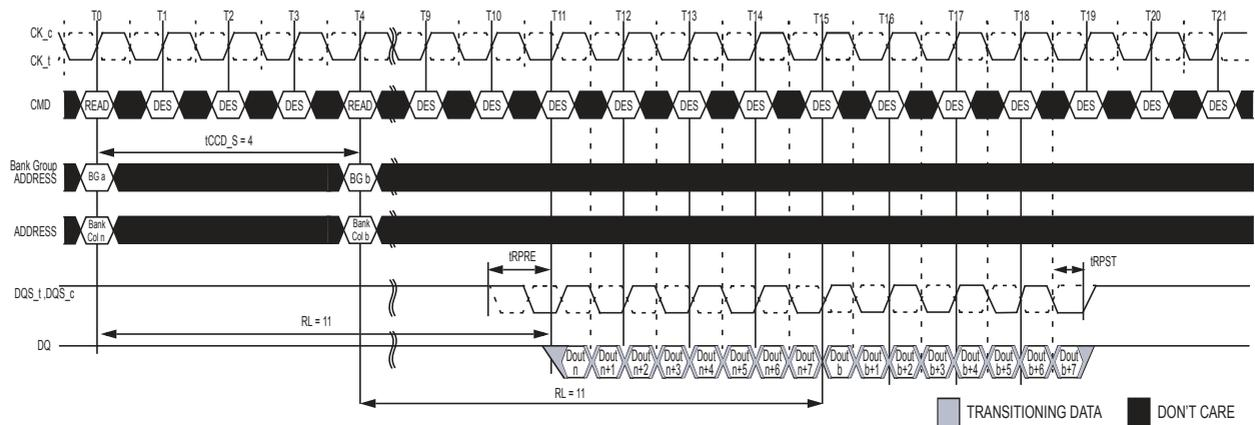 T0 T1 T2 T3 T4 T9 T10 T11 T12 T13 T14 T15 T16 T17 T18 T19 T20 T21
CK_c
CK_t
CMD READ DES DES DES READ DES DES DES DES DES DES DES DES DES DES DES DES DES
tCCD_S = 4
Bank Group
ADDRESS BG a BG b
ADDRESS Bank Col n Bank Col b
tRPRE tRPST
DQS_t ,DQS_c
RL = 11
DQ Dout n Dout n+1 Dout n+2 Dout n+3 Dout n+4 Dout n+5 Dout n+6 Dout n+7 Dout b Dout b+1 Dout b+2 Dout b+3 Dout b+4 Dout b+5 Dout b+6 Dout b+7
RL = 11
TRANSITIONING DATA DON'T CARE